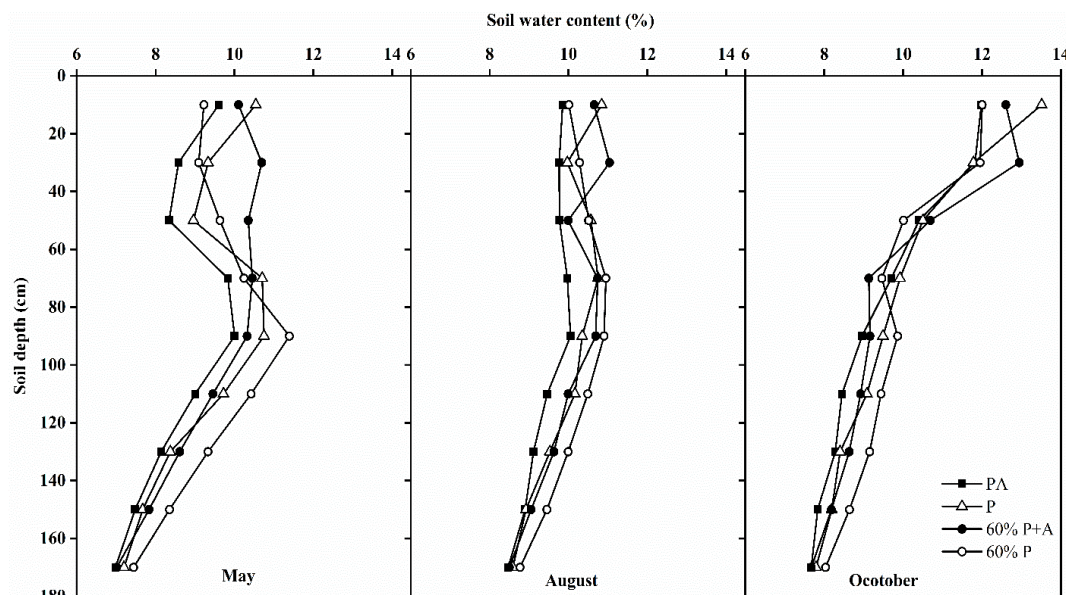 Soil water content (%)
6 8 10 12 14 6 8 10 12 14 6 8 10 12 14
0
20
40
60
80
100
120
140
160
180
Soil depth (cm)
PA
P
60% P+A
60% P
May
August
Ocotober